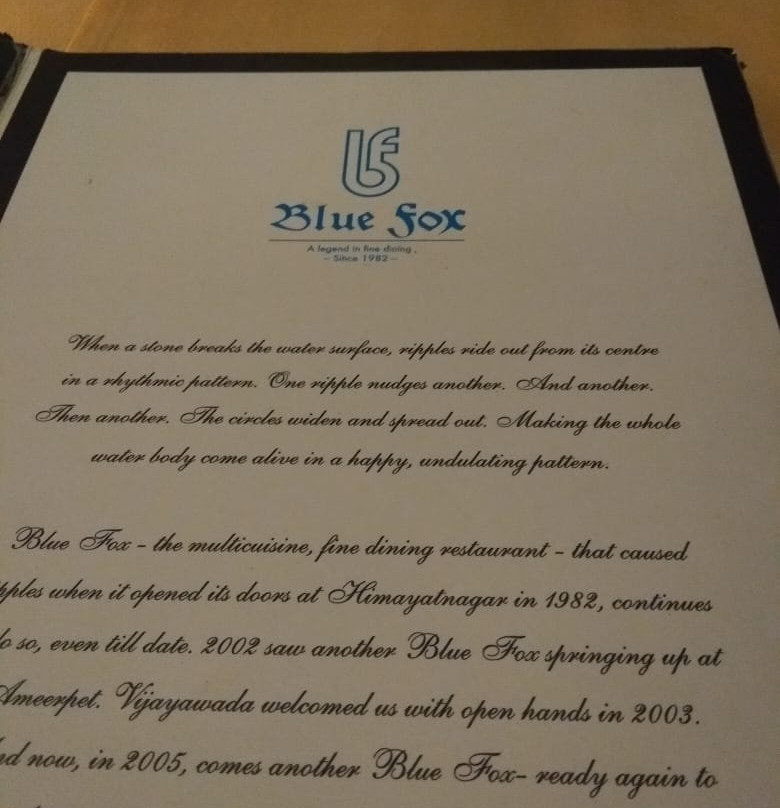 Blue Fox
A legend in fine dining
- Since 1982 -
When a stone breaks the water surface, ripples ride out from its centre
in a rhythmic pattern. One ripple nudges another. And another.
Then another. The circles widen and spread out. Making the whole
water body come alive in a happy, undulating pattern.
Blue Fox - the multicuisine, fine dining restaurant - that caused
pples when it opened its doors at Himayatnagar in 1982, continues
do so, even till date. 2002 saw another Blue Fox springing up at
Ameerpet. Vijayawada welcomed us with open hands in 2003.
nd now, in 2005, comes another Blue Fox- ready again to